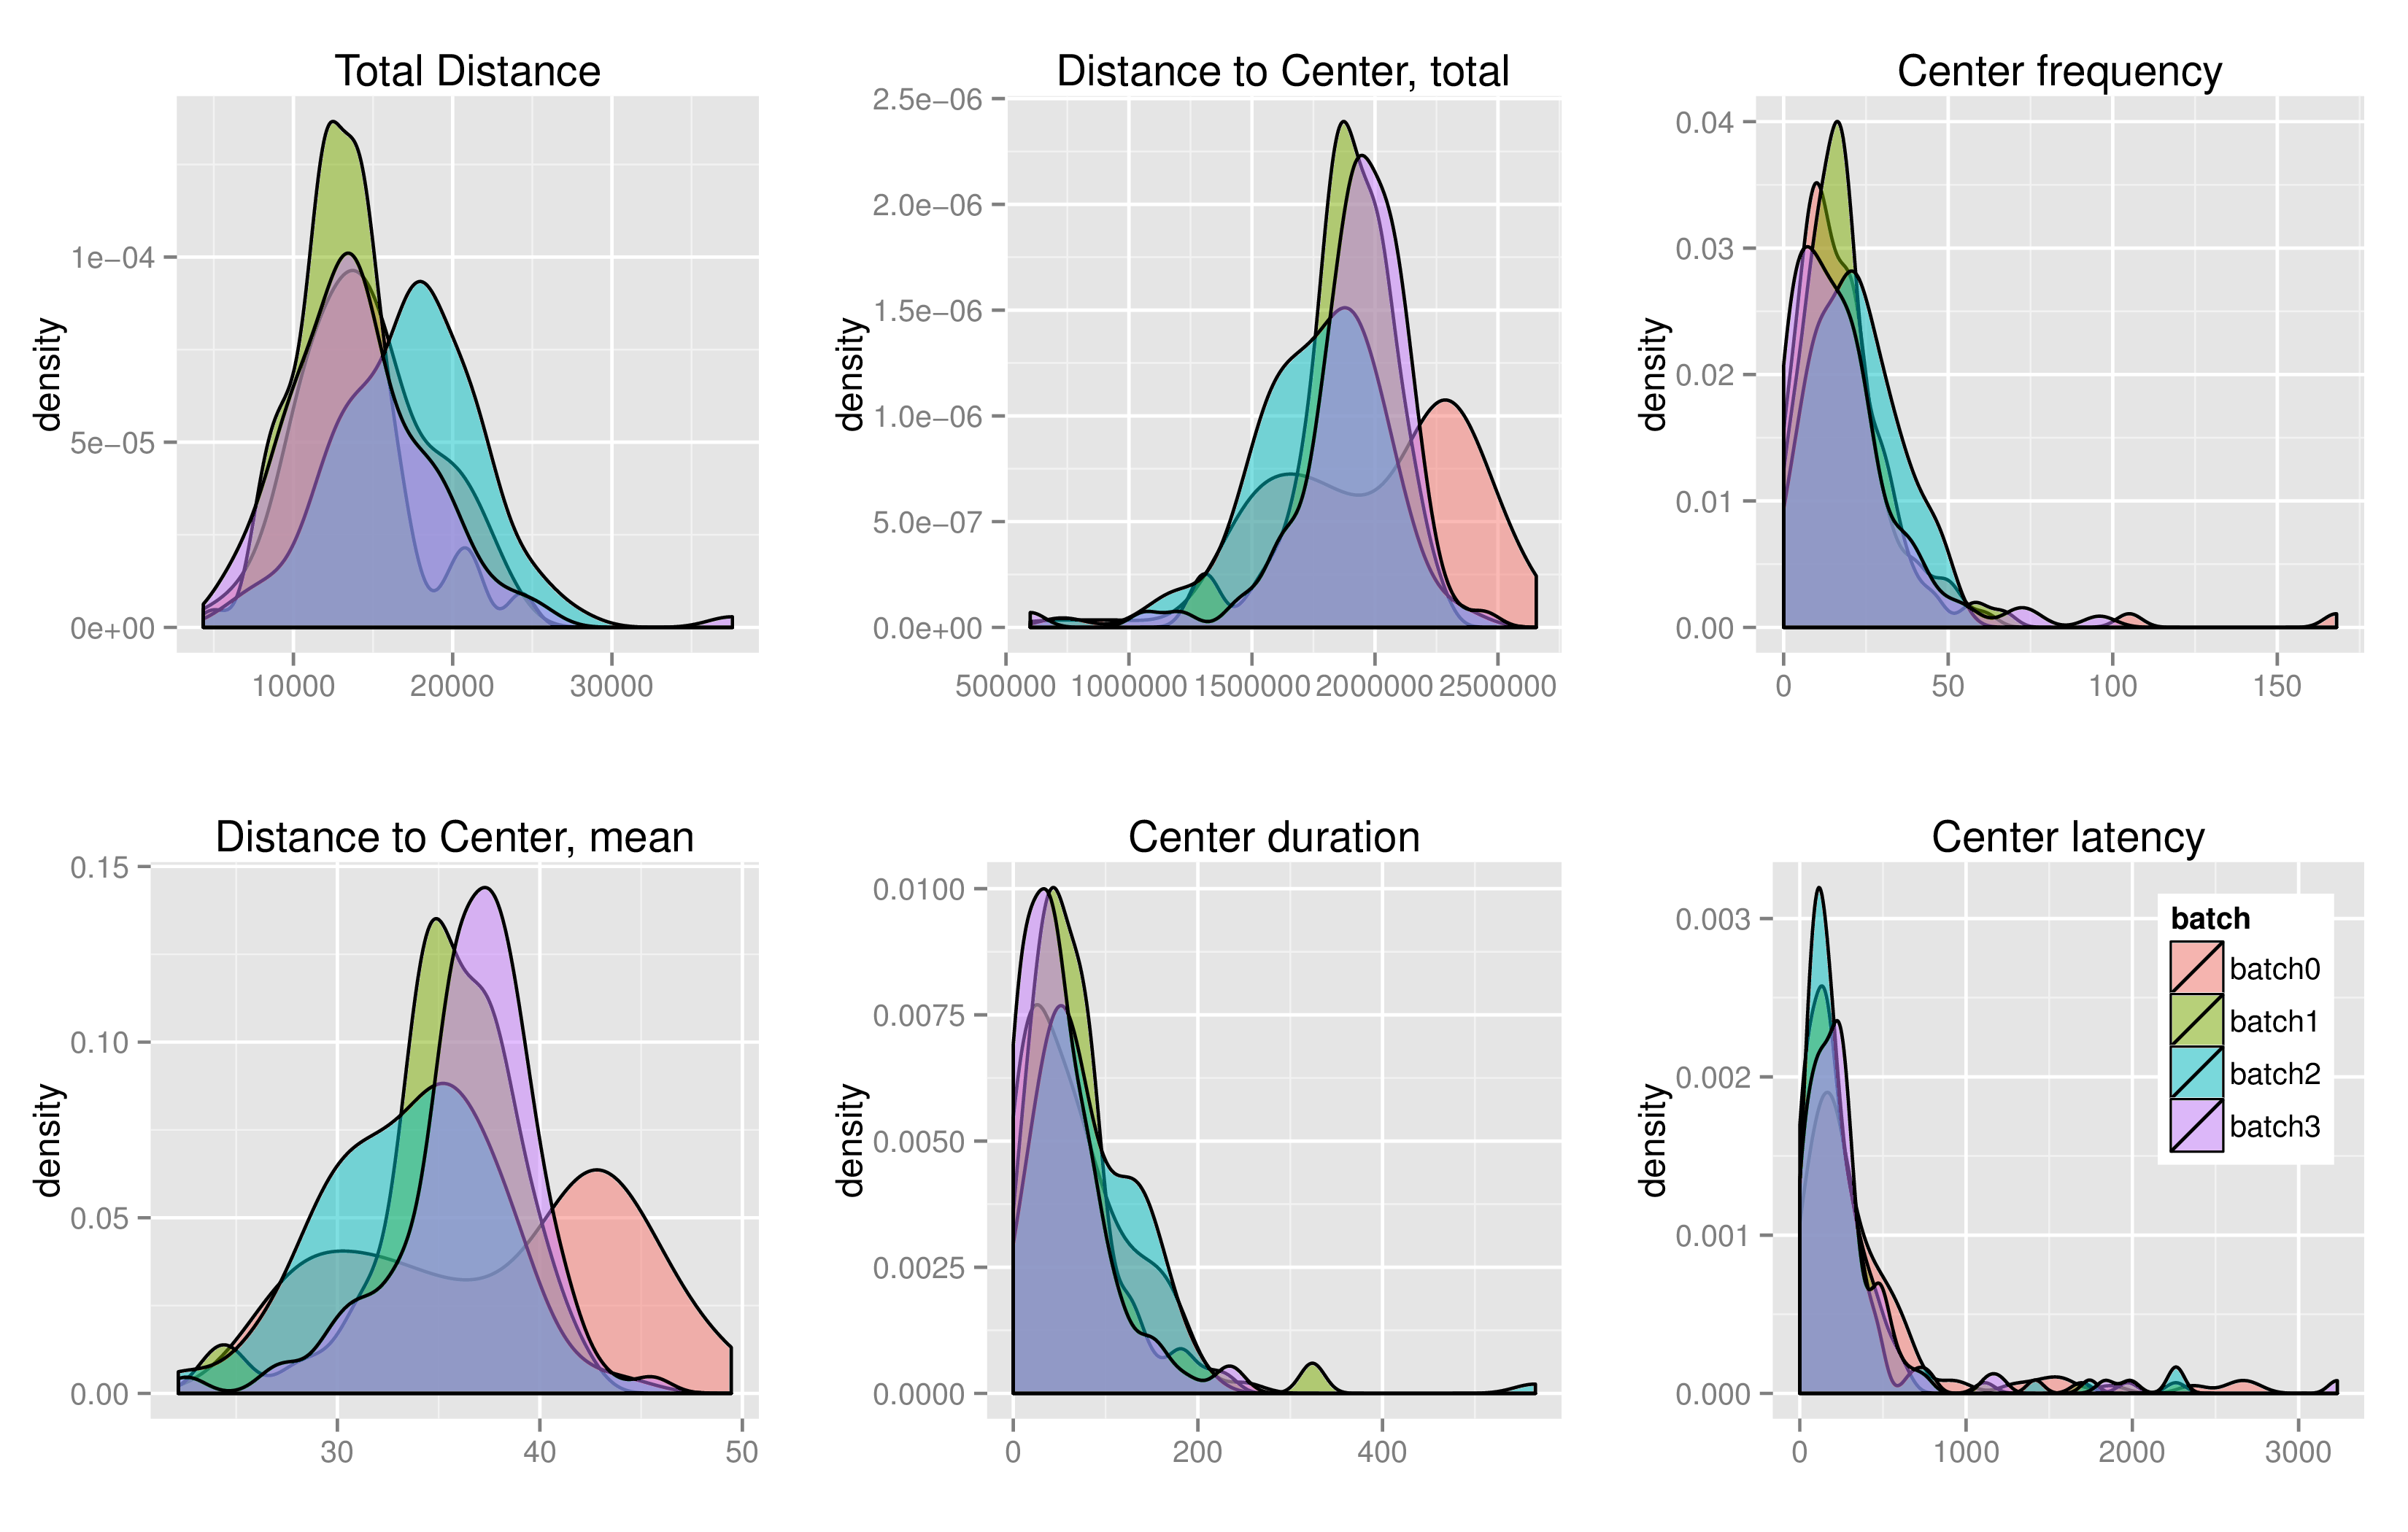 Total Distance
density
1e−04
5e−05
0e+00
10000 20000 30000
Distance to Center, total
density
2.5e−06
2.0e−06
1.5e−06
1.0e−06
5.0e−07
0.0e+00
500000 1000000 1500000 2000000 2500000
Center frequency
density
0.04
0.03
0.02
0.01
0.00
0 50 100 150
Distance to Center, mean
density
0.15
0.10
0.05
0.00
30 40 50
Center duration
density
0.0100
0.0075
0.0050
0.0025
0.0000
0 200 400
Center latency
density
0.003
0.002
0.001
0.000
0 1000 2000 3000
batch
batch0
batch1
batch2
batch3